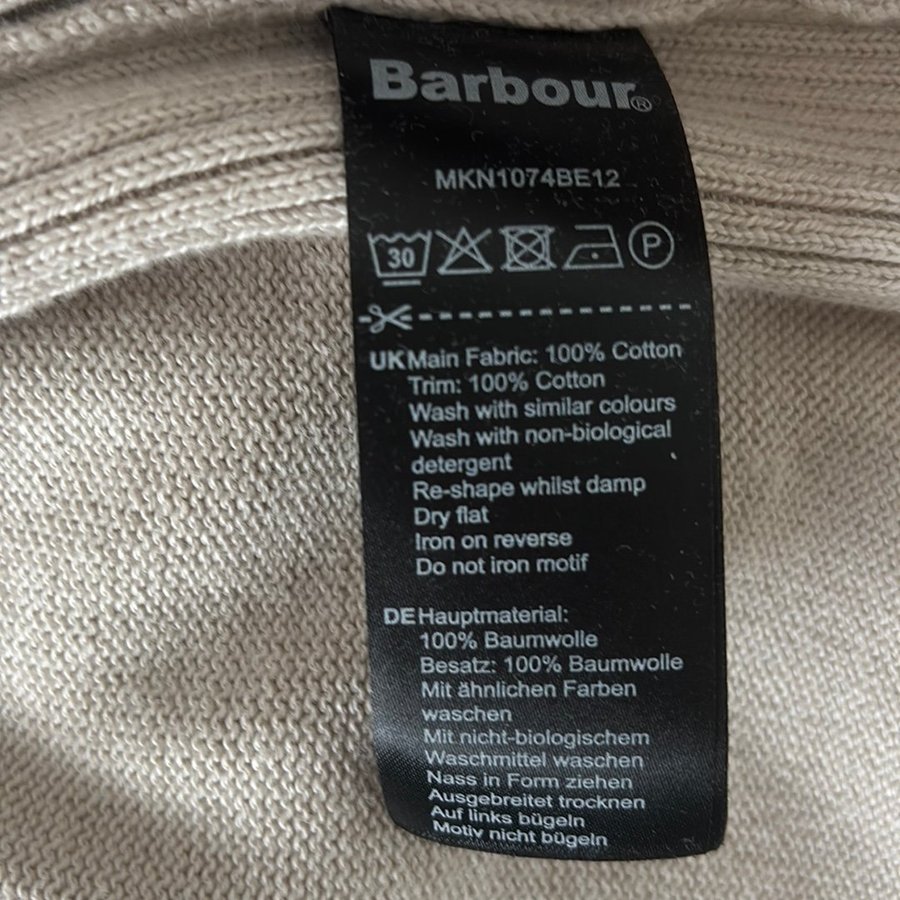 Barbour®
MKN1074BE12
30 P
UK Main Fabric: 100% Cotton
Trim: 100% Cotton
Wash with similar colours
Wash with non-biological
detergent
Re-shape whilst damp
Dry flat
Iron on reverse
Do not iron motif
DE Hauptmaterial:
100% Baumwolle
Besatz: 100% Baumwolle
Mit ähnlichen Farben
waschen
Mit nicht-biologischem
Waschmittel waschen
Nass in Form ziehen
Ausgebreitet trocknen
Auf links bügeln
Motiv nicht bügeln